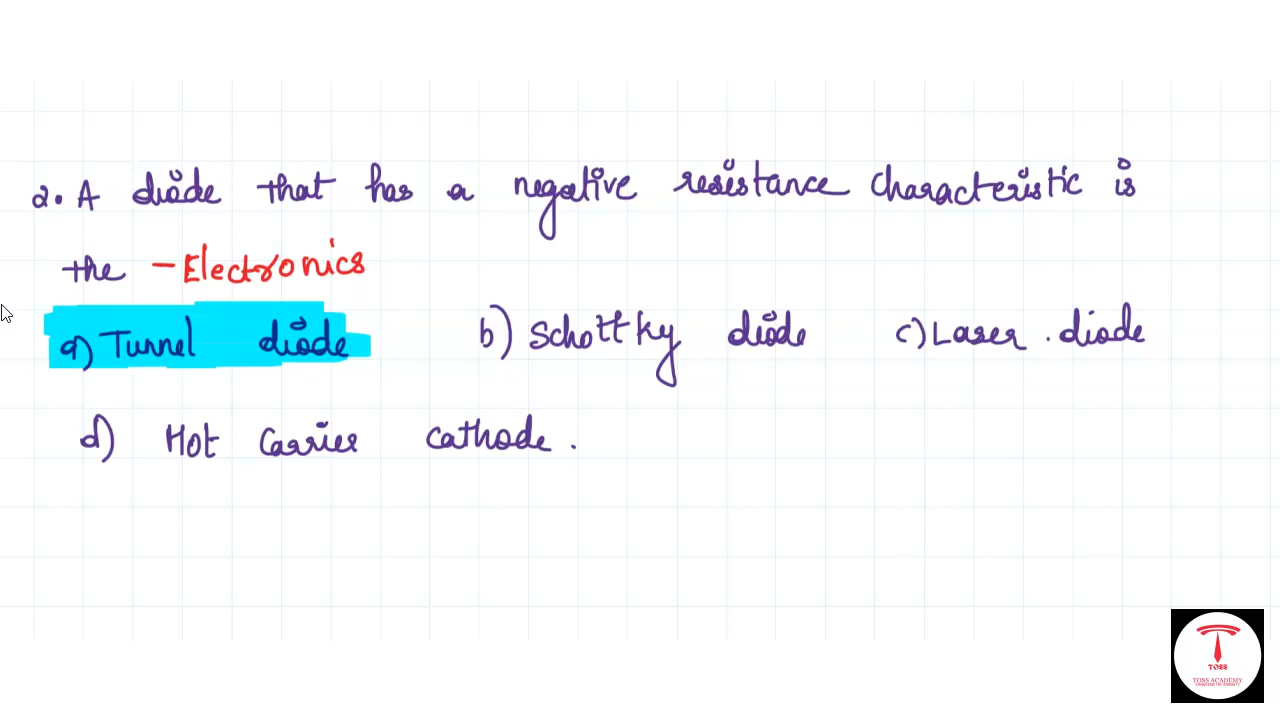 2. A diode that has a negative resistance characteristic is
the - Electronics
a) Tunnel diode b) Schottky diode c) Laser . diode
d) Hot Carrier cathode .
TOSS
TOSS ACADEMY